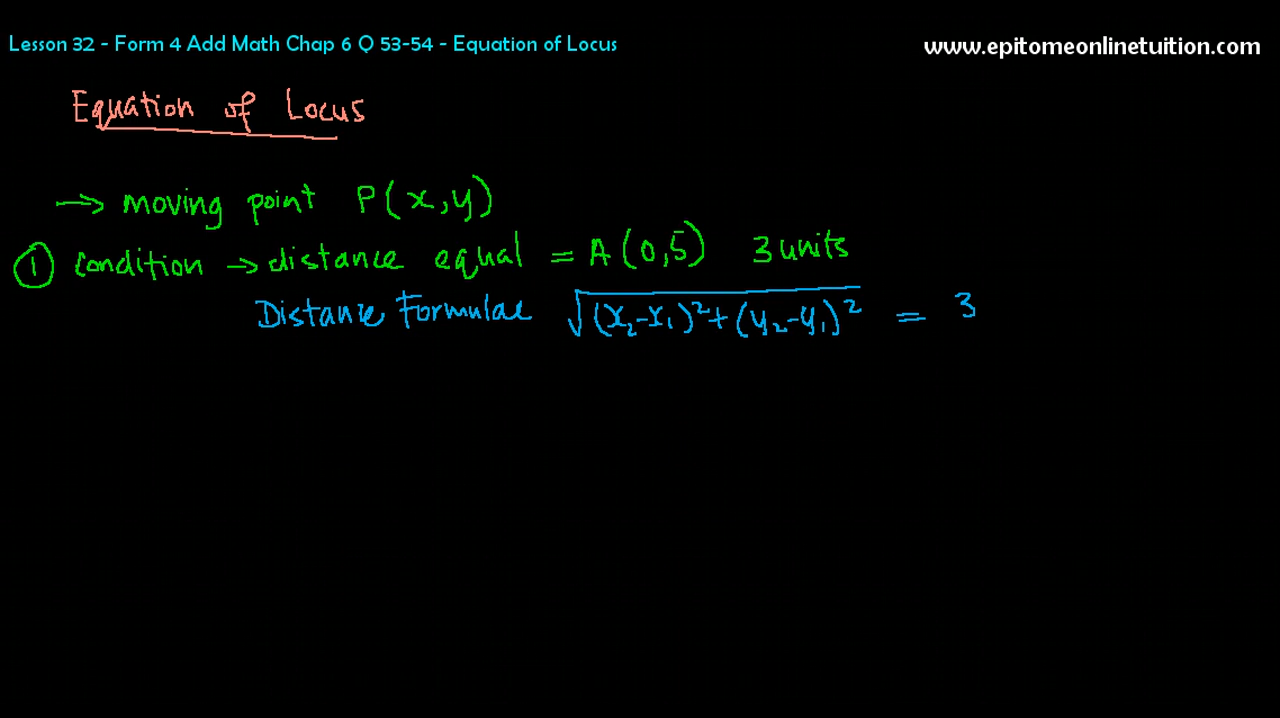 Lesson 32 - Form 4 Add Math Chap 6 Q 53-54 - Equation of Locus
www.epitomeonlinetuition.com
Equation of Locus
→ moving point P(x,y)
① condition → distance equal = A(0,5) 3 units
Distance Formulae √(x₂-x₁)²+(y₂-y₁)² = 3